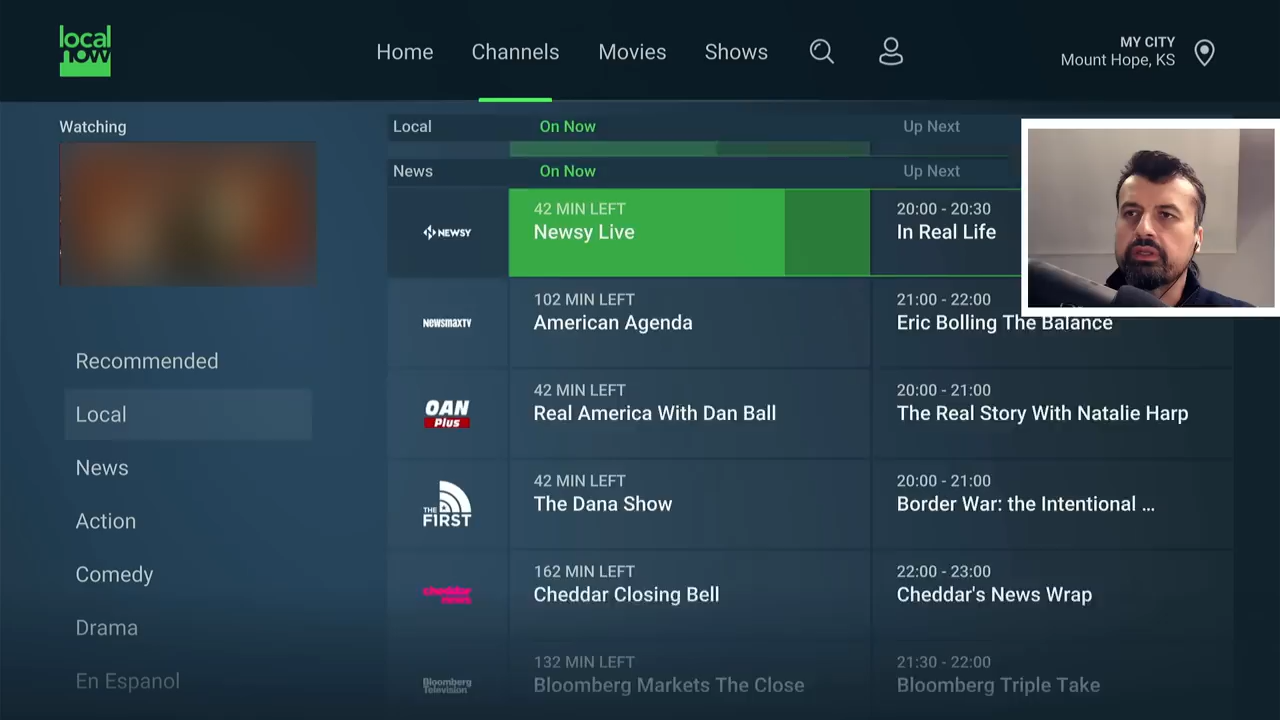 local
now
Home
Channels
Movies
Shows
MY CITY
Mount Hope, KS
Watching
Recommended
Local
News
Action
Comedy
Drama
En Espanol
Local
On Now
Up Next
News
On Now
Up Next
NEWSY
42 MIN LEFT
Newsy Live
20:00 - 20:30
In Real Life
NEWSMAXTV
102 MIN LEFT
American Agenda
21:00 - 22:00
Eric Bolling The Balance
OAN
Plus
42 MIN LEFT
Real America With Dan Ball
20:00 - 21:00
The Real Story With Natalie Harp
THE
FIRST
42 MIN LEFT
The Dana Show
20:00 - 21:00
Border War: the Intentional ...
cheddar
news
162 MIN LEFT
Cheddar Closing Bell
22:00 - 23:00
Cheddar's News Wrap
Bloomberg
Television
132 MIN LEFT
Bloomberg Markets The Close
21:30 - 22:00
Bloomberg Triple Take